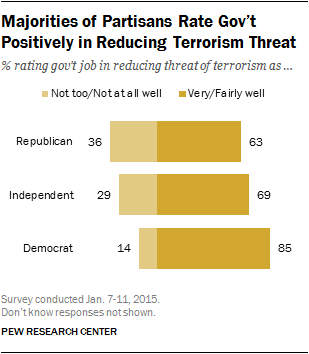 Majorities of Partisans Rate Gov't
Positively in Reducing Terrorism Threat
% rating gov't job in reducing threat of terrorism as ...
Not too/Not at all well Very/Fairly well
Republican 36 63
Independent 29 69
Democrat 14 85
Survey conducted Jan. 7-11, 2015.
Don't know responses not shown.
PEW RESEARCH CENTER